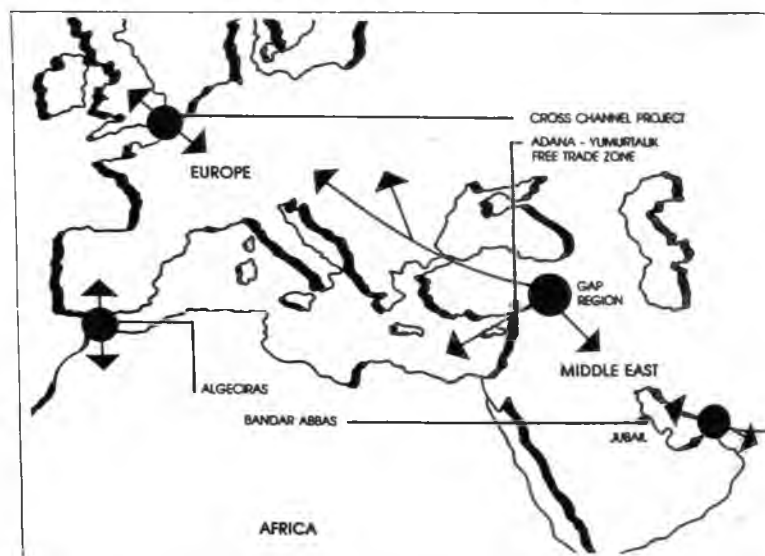 CROSS CHANNEL PROJECT
ADANA - YUMURTALIK
FREE TRADE ZONE
EUROPE
GAP
REGION
MIDDLE EAST
ALGECIRAS
BANDAR ABBAS
JUBAIL
AFRICA